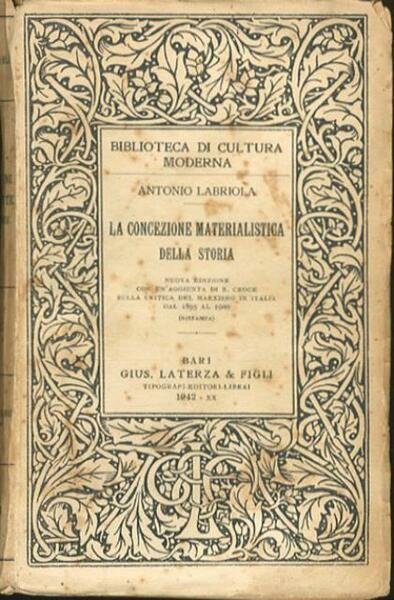 BIBLIOTECA DI CULTURA
MODERNA
ANTONIO LABRIOLA
LA CONCEZIONE MATERIALISTICA
DELLA STORIA
NUOVA EDIZIONE
CON UN'AGGIUNTA DI B. CROCE
SULLA CRITICA DEL MARXISMO IN ITALIA
DAL 1895 AL 1900
(RISTAMPA)
BARI
GIUS. LATERZA & FIGLI
TIPOGRAFI-EDITORI-LIBRAI
1942 - XX